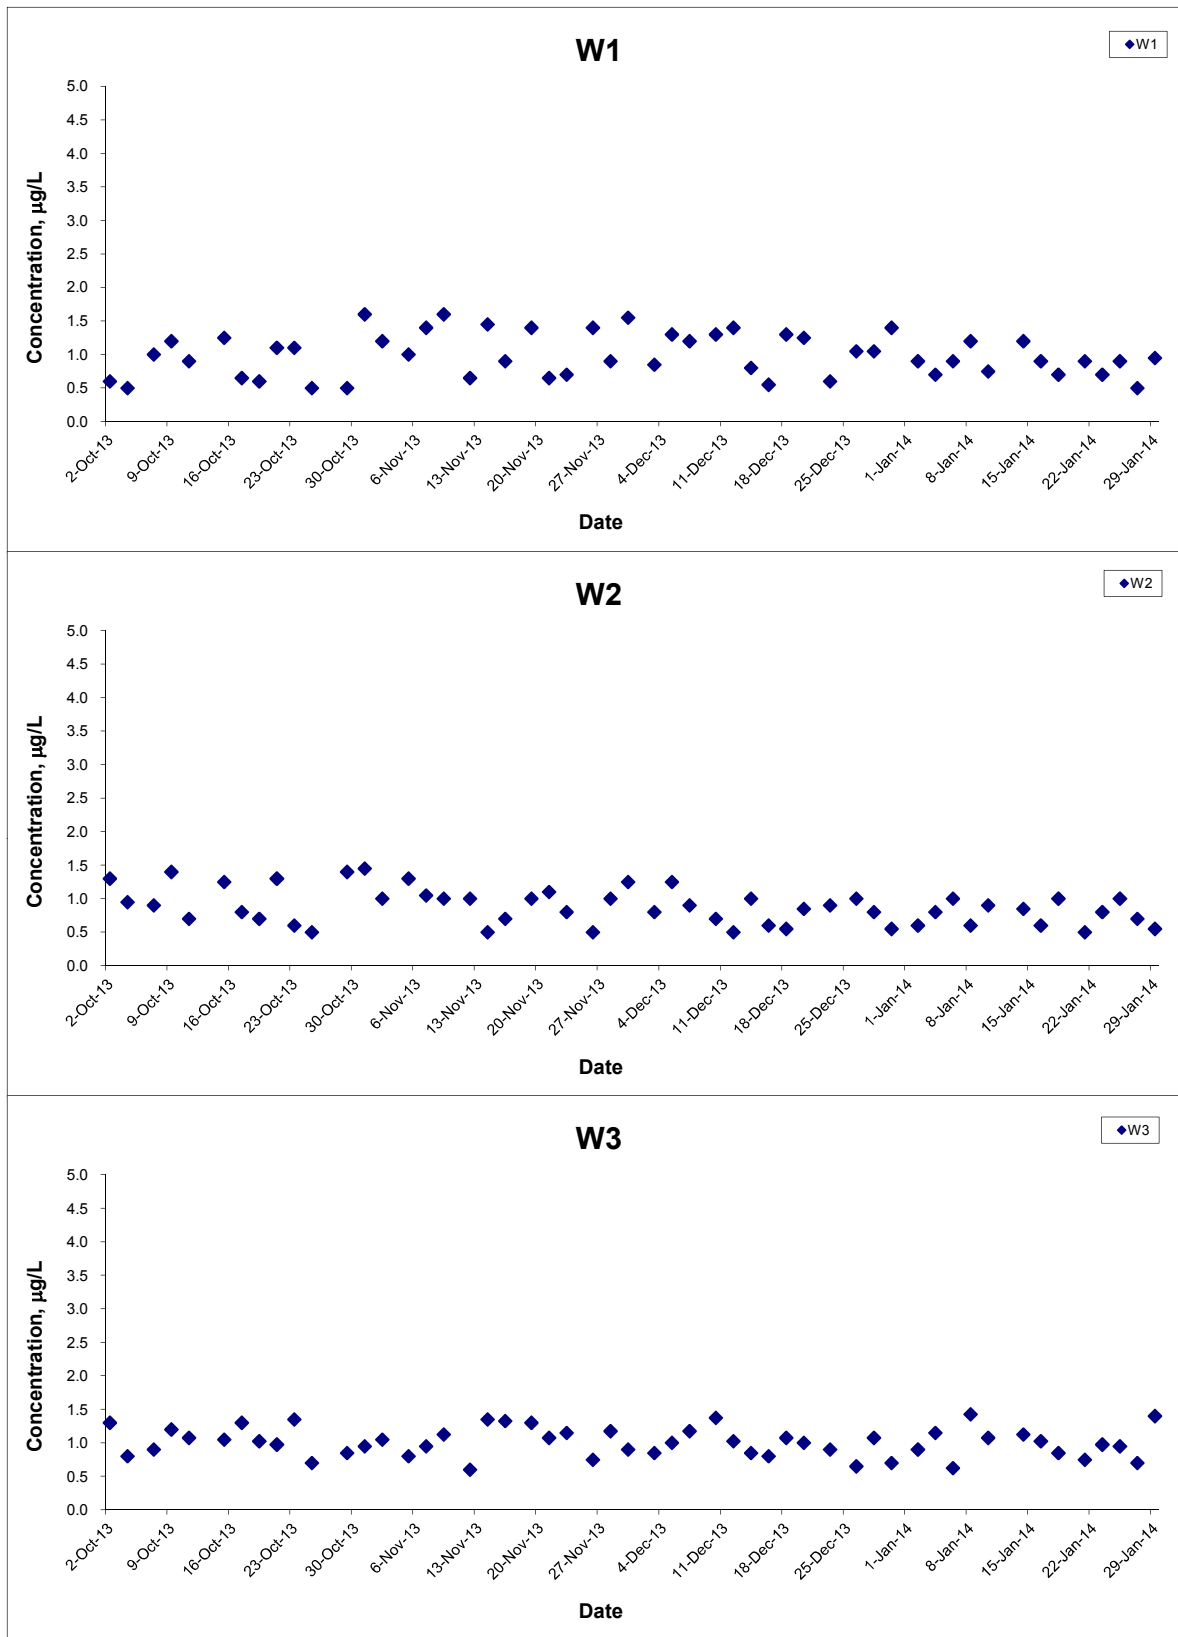 W1
W1
5.0
4.5
4.0
3.5
3.0
2.5
2.0
1.5
1.0
0.5
0.0
Concentration, µg/L
2-Oct-13
9-Oct-13
16-Oct-13
23-Oct-13
30-Oct-13
6-Nov-13
13-Nov-13
20-Nov-13
27-Nov-13
4-Dec-13
11-Dec-13
18-Dec-13
25-Dec-13
1-Jan-14
8-Jan-14
15-Jan-14
22-Jan-14
29-Jan-14
Date
W2
W2
5.0
4.5
4.0
3.5
3.0
2.5
2.0
1.5
1.0
0.5
0.0
Concentration, µg/L
2-Oct-13
9-Oct-13
16-Oct-13
23-Oct-13
30-Oct-13
6-Nov-13
13-Nov-13
20-Nov-13
27-Nov-13
4-Dec-13
11-Dec-13
18-Dec-13
25-Dec-13
1-Jan-14
8-Jan-14
15-Jan-14
22-Jan-14
29-Jan-14
Date
W3
W3
5.0
4.5
4.0
3.5
3.0
2.5
2.0
1.5
1.0
0.5
0.0
Concentration, µg/L
2-Oct-13
9-Oct-13
16-Oct-13
23-Oct-13
30-Oct-13
6-Nov-13
13-Nov-13
20-Nov-13
27-Nov-13
4-Dec-13
11-Dec-13
18-Dec-13
25-Dec-13
1-Jan-14
8-Jan-14
15-Jan-14
22-Jan-14
29-Jan-14
Date